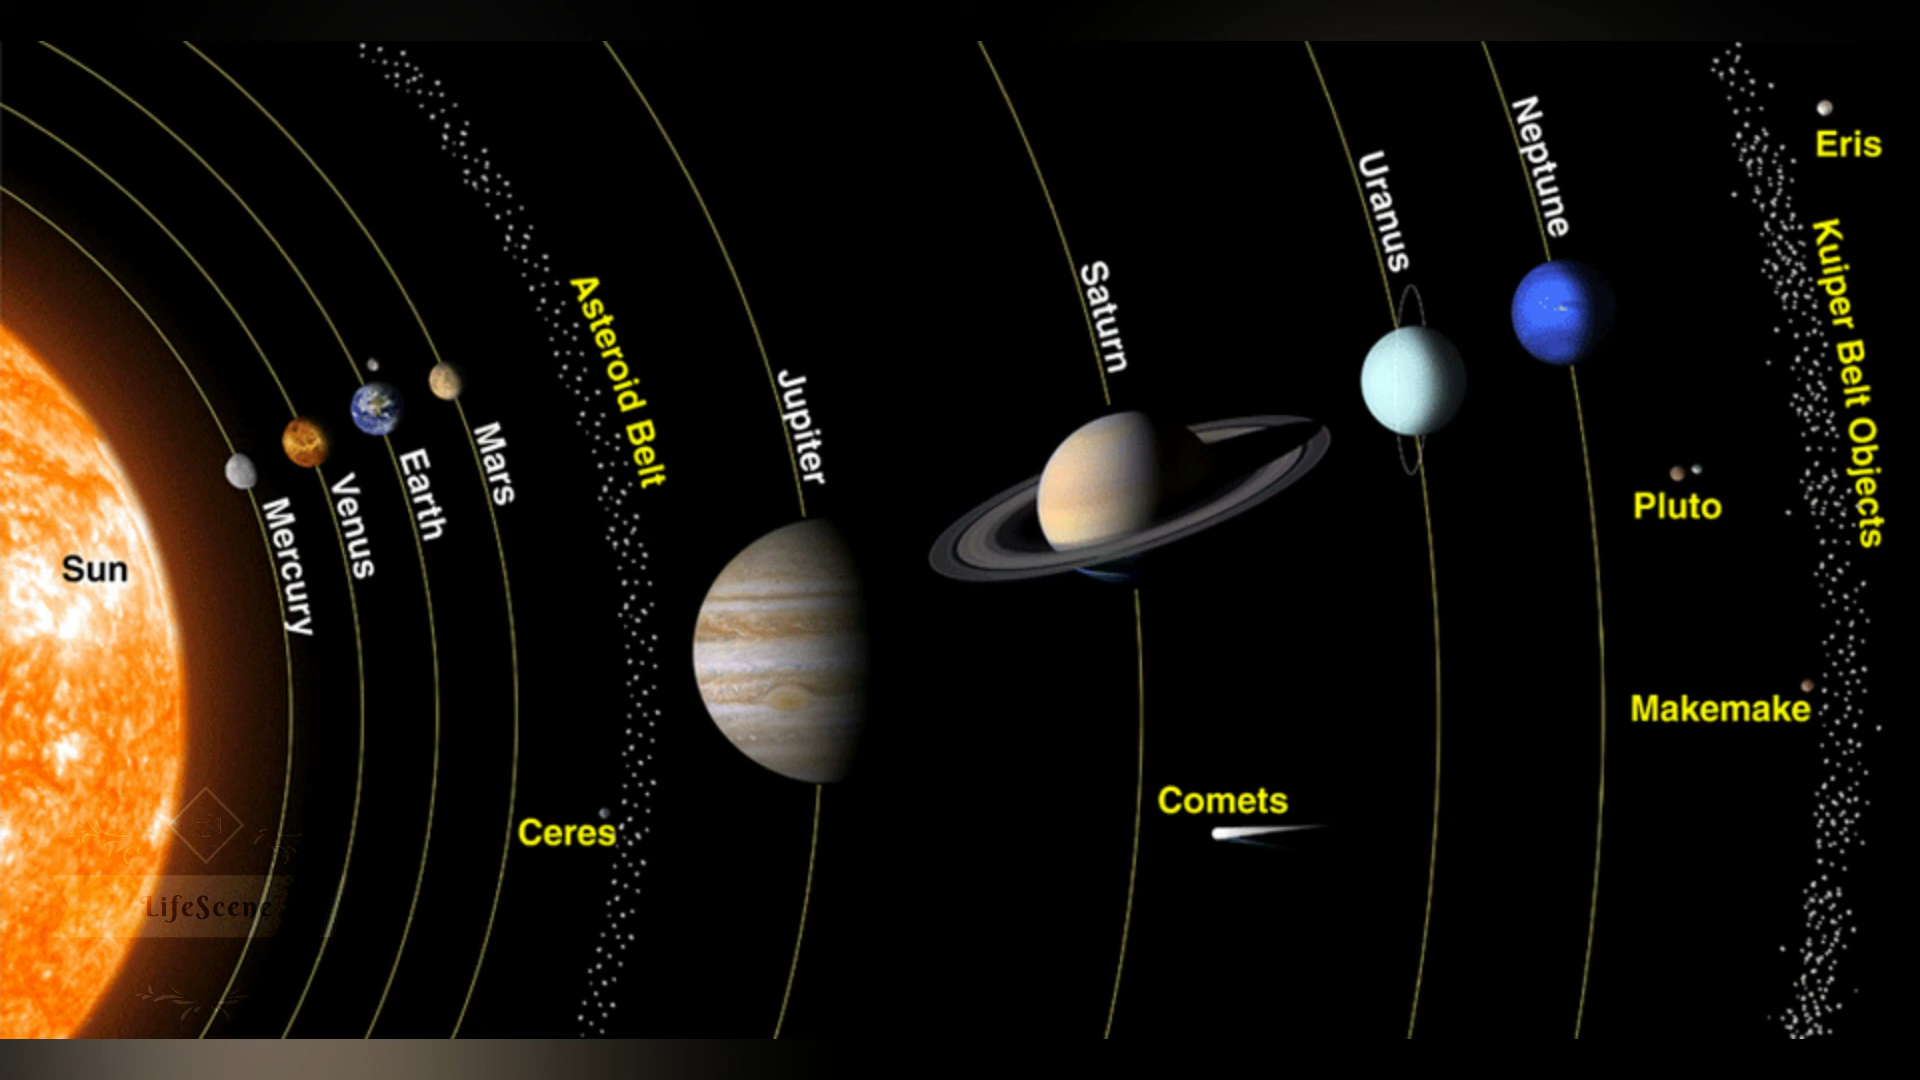 Sun
Mercury
Venus
Earth
Mars
Asteroid Belt
Ceres
Jupiter
Saturn
Comets
Uranus
Neptune
Pluto
Makemake
Eris
Kuiper Belt Objects
LifeScene